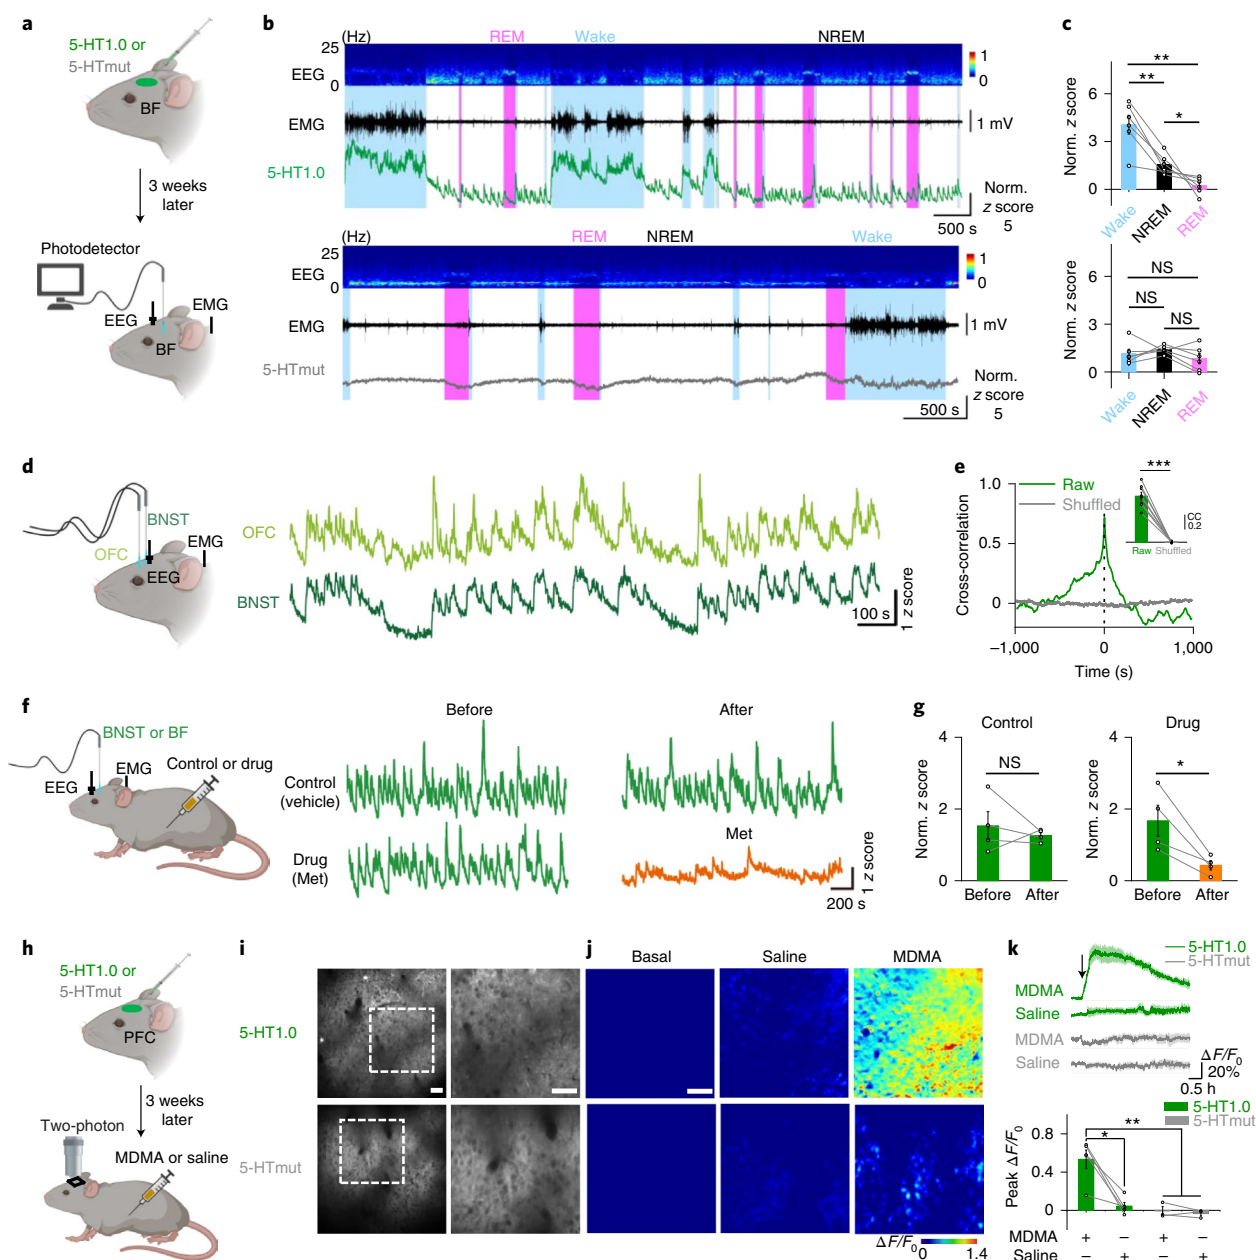 a
5-HT1.0 or
5-HTmut
BF
3 weeks
later
Photodetector
EMG
EEG
BF
b
(Hz)
REM
Wake
NREM
25
EEG
0
1
0
EMG
1 mV
5-HT1.0
Norm.
z score
5
500 s
(Hz)
REM
NREM
Wake
25
EEG
0
1
0
EMG
1 mV
5-HTmut
Norm.
z score
5
500 s
c
**
**
*
6
3
0
Norm. z score
Wake
NREM
REM
NS
NS
NS
6
3
0
Norm. z score
Wake
NREM
REM
d
BNST
OFC
EMG
EEG
OFC
BNST
100 s
1 z score
e
Raw
Shuffled
1.0
0.5
0
Cross-correlation
–1,000
0
1,000
Time (s)
***
CC
0.2
Raw
Shuffled
f
BNST or BF
EMG
EEG
Control or drug
Before
After
Control
(vehicle)
Drug
(Met)
Met
1 z score
200 s
g
Control
Drug
4
2
0
Norm. z score
NS
Before
After
4
2
0
Norm. z score
*
Before
After
h
5-HT1.0 or
5-HTmut
PFC
3 weeks
later
Two-photon
MDMA or saline
i
5-HT1.0
5-HTmut
j
Basal
Saline
MDMA
ΔF/F0
0
1.4
k
5-HT1.0
5-HTmut
MDMA
Saline
MDMA
Saline
ΔF/F0
20%
0.5 h
5-HT1.0
5-HTmut
**
*
0.8
0.4
0
Peak ΔF/F0
MDMA + – + –
Saline – + – +